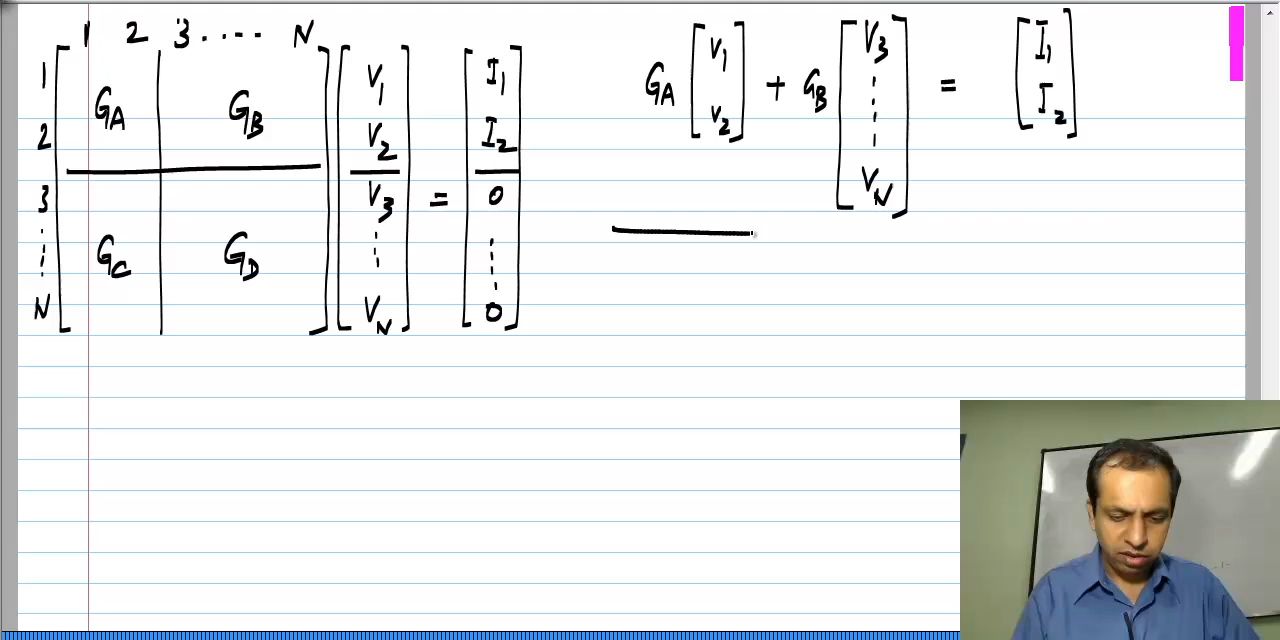 1 2 3 .... N
1 2 3 ⋮ N
G_A G_B
G_C G_D
V_1 V_2 V_3 ⋮ V_N
=
I_1 I_2 0 ⋮ 0
G_A [V_1 V_2] + G_B [V_3 ⋮ V_N] = [I_1 I_2]